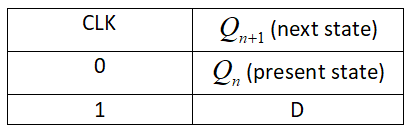 CLK Qn+1 (next state)
0 Qn (present state)
1 D